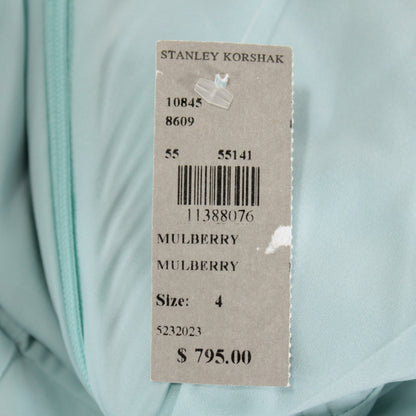 STANLEY KORSHAK
10845
8609
55 55141
11388076
MULBERRY
MULBERRY
Size: 4
5232023
$ 795.00